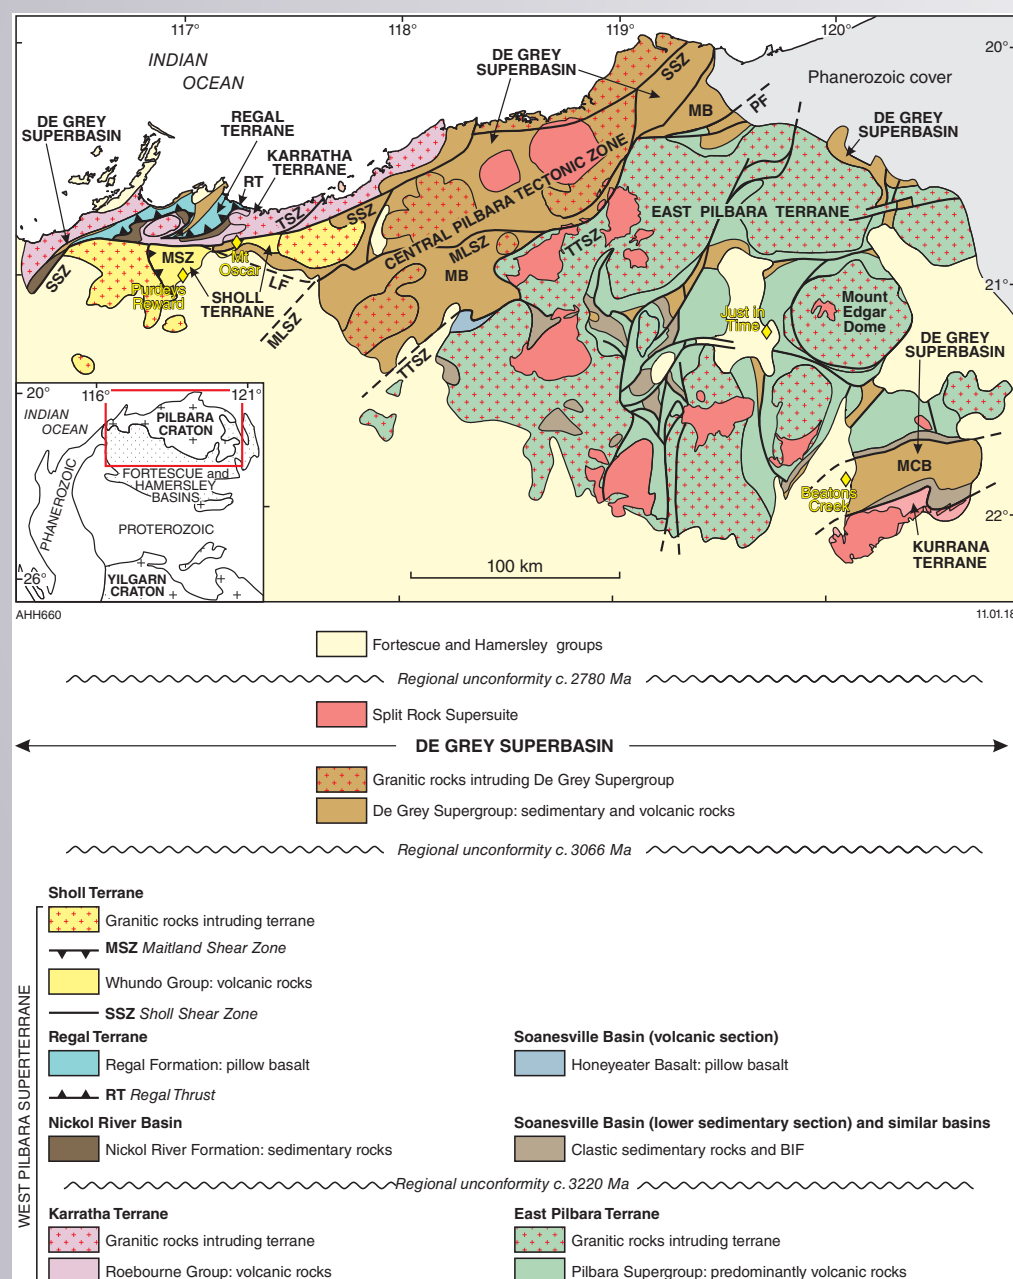 117°
118°
119°
120°
20°
INDIAN
OCEAN
DE GREY
SUPERBASIN
SSZ
Phanerozoic cover
MB
PF
DE GREY
SUPERBASIN
REGAL
TERRANE
DE GREY
SUPERBASIN
KARRATHA
TERRANE
RT
TSZ
SSZ
CENTRAL PILBARA TECTONIC ZONE
EAST PILBARA TERRANE
TTSZ
MLSZ
MB
MSZ
Mt
Oscar
SSZ
LF
Purdeys
Reward
SHOLL
TERRANE
MLSZ
TTSZ
21°
Mount
Edgar
Dome
Just in
Time
DE GREY
SUPERBASIN
MCB
Beatons
Creek
22°
KURRANA
TERRANE
100 km
20°
116°
121°
INDIAN
OCEAN
PILBARA
CRATON
FORTESCUE and
HAMERSLEY
BASINS
PHANEROZOIC
PROTEROZOIC
26°
YILGARN
CRATON
AHH660
11.01.18
Fortescue and Hamersley groups
Regional unconformity c. 2780 Ma
Split Rock Supersuite
DE GREY SUPERBASIN
Granitic rocks intruding De Grey Supergroup
De Grey Supergroup: sedimentary and volcanic rocks
Regional unconformity c. 3066 Ma
WEST PILBARA SUPERTERRANE
Sholl Terrane
Granitic rocks intruding terrane
MSZ Maitland Shear Zone
Whundo Group: volcanic rocks
SSZ Sholl Shear Zone
Regal Terrane
Regal Formation: pillow basalt
RT Regal Thrust
Nickol River Basin
Nickol River Formation: sedimentary rocks
Soanesville Basin (volcanic section)
Honeyeater Basalt: pillow basalt
Soanesville Basin (lower sedimentary section) and similar basins
Clastic sedimentary rocks and BIF
Regional unconformity c. 3220 Ma
Karratha Terrane
Granitic rocks intruding terrane
Roebourne Group: volcanic rocks
East Pilbara Terrane
Granitic rocks intruding terrane
Pilbara Supergroup: predominantly volcanic rocks